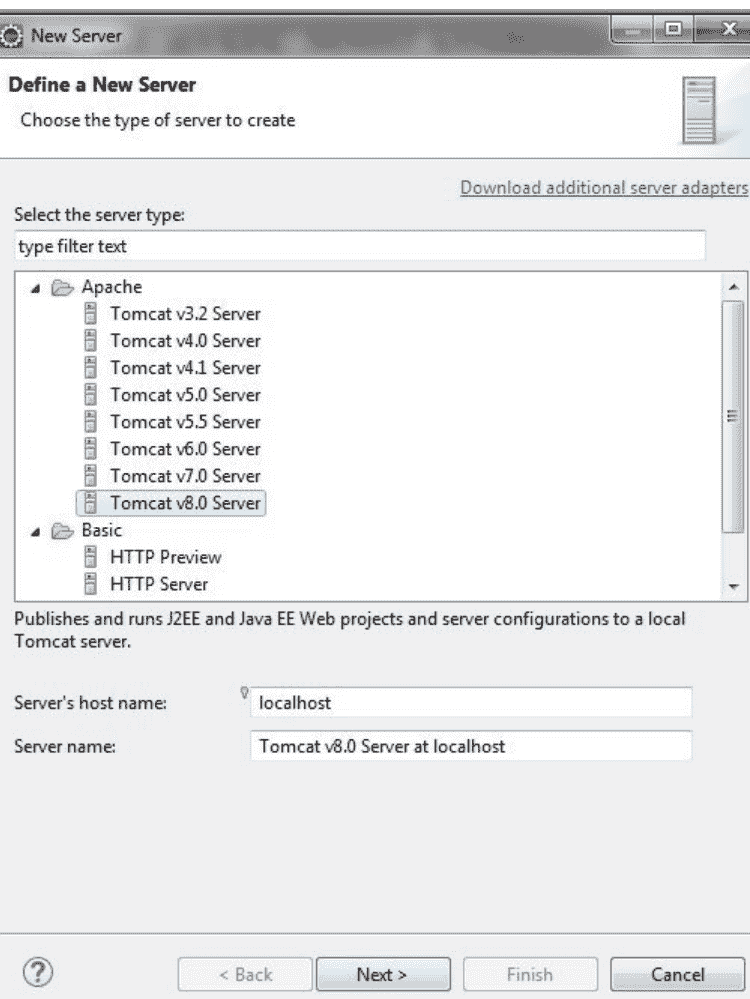 New Server
Define a New Server
Choose the type of server to create
Download additional server adapters
Select the server type:
type filter text
Apache
Tomcat v3.2 Server
Tomcat v4.0 Server
Tomcat v4.1 Server
Tomcat v5.0 Server
Tomcat v5.5 Server
Tomcat v6.0 Server
Tomcat v7.0 Server
Tomcat v8.0 Server
Basic
HTTP Preview
HTTP Server
Publishes and runs J2EE and Java EE Web projects and server configurations to a local
Tomcat server.
Server's host name: localhost
Server name: Tomcat v8.0 Server at localhost
? < Back Next > Finish Cancel